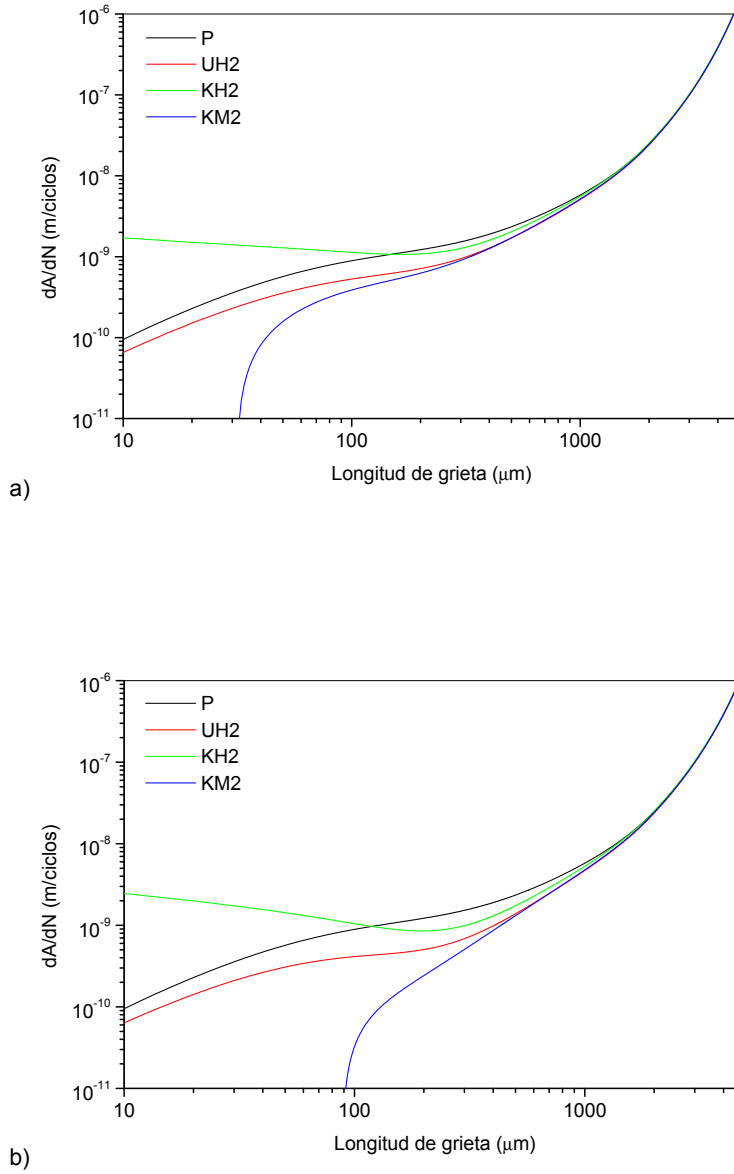 10⁻⁶
10⁻⁷
10⁻⁸
10⁻⁹
10⁻¹⁰
10⁻¹¹
dA/dN (m/ciclos)
P
UH2
KH2
KM2
10 100 1000
Longitud de grieta (μm)
a)
10⁻⁶
10⁻⁷
10⁻⁸
10⁻⁹
10⁻¹⁰
10⁻¹¹
dA/dN (m/ciclos)
P
UH2
KH2
KM2
10 100 1000
Longitud de grieta (μm)
b)